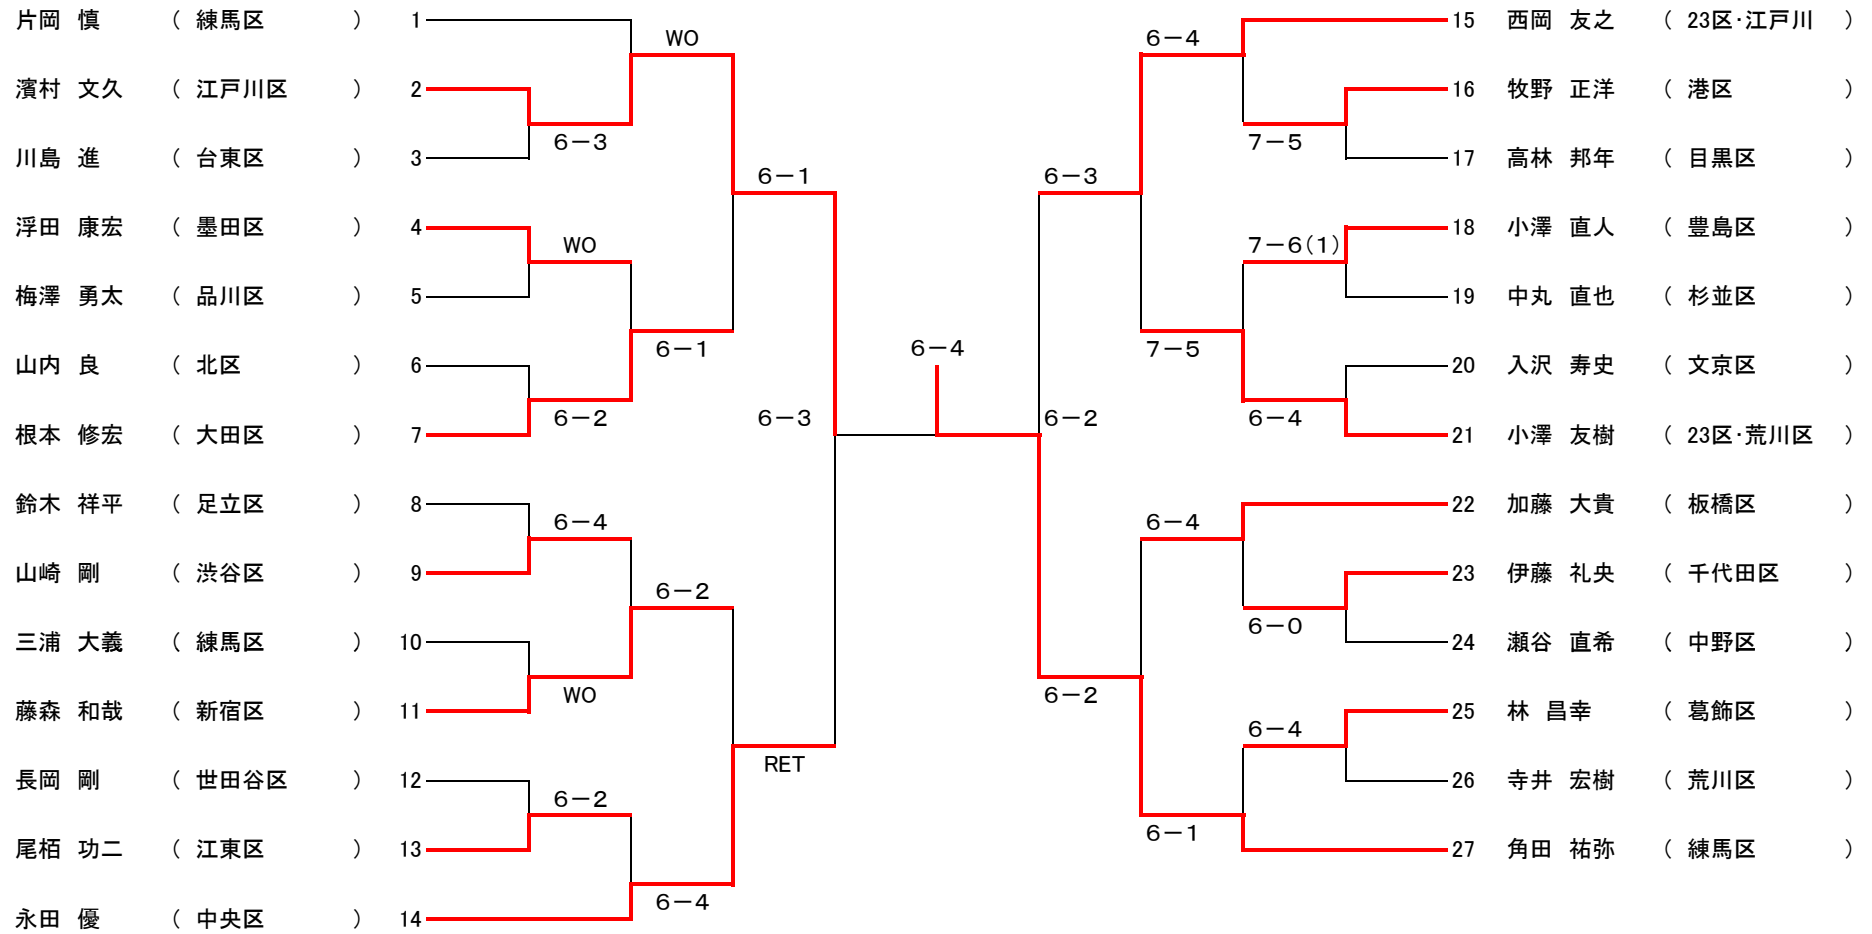 片岡 慎 ( 練馬区 ) 1
濱村 文久 ( 江戸川区 ) 2
川島 進 ( 台東区 ) 3
浮田 康宏 ( 墨田区 ) 4
梅澤 勇太 ( 品川区 ) 5
山内 良 ( 北区 ) 6
根本 修宏 ( 大田区 ) 7
鈴木 祥平 ( 足立区 ) 8
山崎 剛 ( 渋谷区 ) 9
三浦 大義 ( 練馬区 ) 10
藤森 和哉 ( 新宿区 ) 11
長岡 剛 ( 世田谷区 ) 12
尾栢 功二 ( 江東区 ) 13
永田 優 ( 中央区 ) 14
6-3
WO
6-2
6-4
WO
6-2
WO
6-1
6-2
6-4
6-1
RET
6-3
6-4
6-2
6-3
6-2
6-4
7-5
6-4
6-1
7-5
7-6(1)
6-4
6-0
6-4
15 西岡 友之 ( 23区・江戸川 )
16 牧野 正洋 ( 港区 )
17 高林 邦年 ( 目黒区 )
18 小澤 直人 ( 豊島区 )
19 中丸 直也 ( 杉並区 )
20 入沢 寿史 ( 文京区 )
21 小澤 友樹 ( 23区・荒川区 )
22 加藤 大貴 ( 板橋区 )
23 伊藤 礼央 ( 千代田区 )
24 瀬谷 直希 ( 中野区 )
25 林 昌幸 ( 葛飾区 )
26 寺井 宏樹 ( 荒川区 )
27 角田 祐弥 ( 練馬区 )